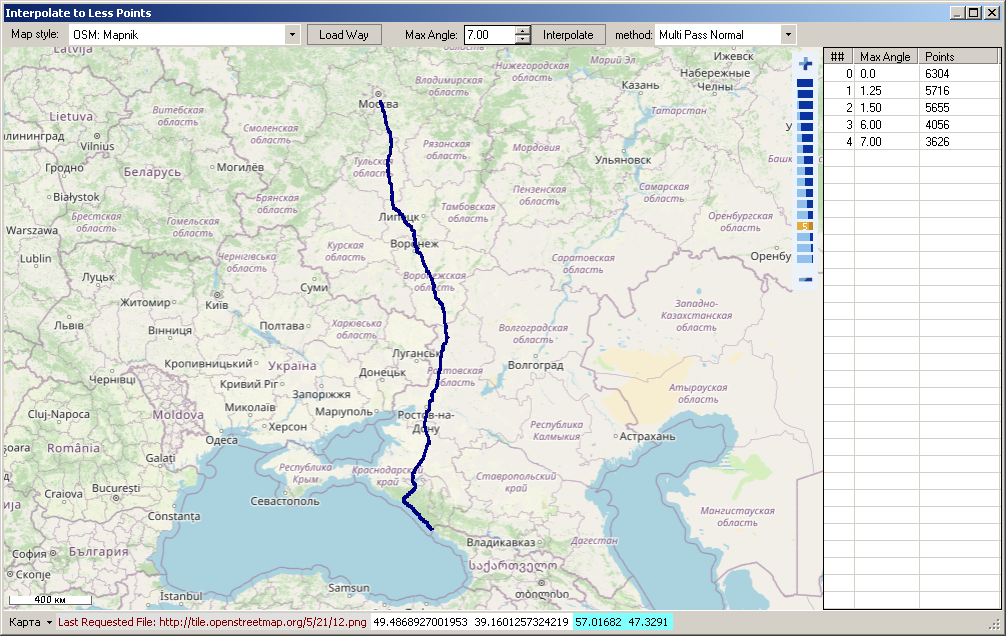 Interpolate to Less Points
Map style: OSM: Mapnik Load Way Max Angle: 7.00 Interpolate method: Multi Pass Normal
## Max Angle Points
0 0.0 6304
1 1.25 5716
2 1.50 5655
3 6.00 4056
4 7.00 3626
Latvija
Москва
Владимирская область
Нижегородская область
Марий Эл
Ижевск
Казань
Набережные Челны
Татарстан
Lietuva
Витебская область
Смоленская область
Vilnius
алининград
Гродно
Беларусь
Могилёв
Тульская область
Рязанская область
Мордовия
Ульяновск
Białystok
Брестская область
Гомельская область
Брянская область
Липецк
Тамбовская область
Пензенская область
Самарская область
Оренбургская область
Warszawa
Lublin
Курская область
Воронеж
Воронежская область
Саратовская область
Оренбу
Чернігівська область
Луцьк
Суми
Житомир
Київ
Западно-Казахстанская область
Львів
Вінниця
Полтава
Харківська область
Волгоградская область
Кропивницький
Україна
Луганськ
Волгоград
Чернівці
Кривий Ріг
Донецьк
Ростовская область
Запоріжжя
Атырауская область
Cluj-Napoca
Moldova
Миколаїв
Маріуполь
Ростов-на-Дону
Херсон
Республика Калмыкия
Астрахань
șoara
România
Одеса
Galați
Республика Крым
Краснодарский край
Ставропольский край
Craiova
București
Севастополь
Constanța
Мангистауская область
София
България
Владикавказ
Дагестан
Скопје
საქართველო
თბილისი
İstanbul
Samsun
5
400 км
Карта Last Requested File: http://tile.openstreetmap.org/5/21/12.png 49.4868927001953 39.1601257324219 57.01682 47.3291